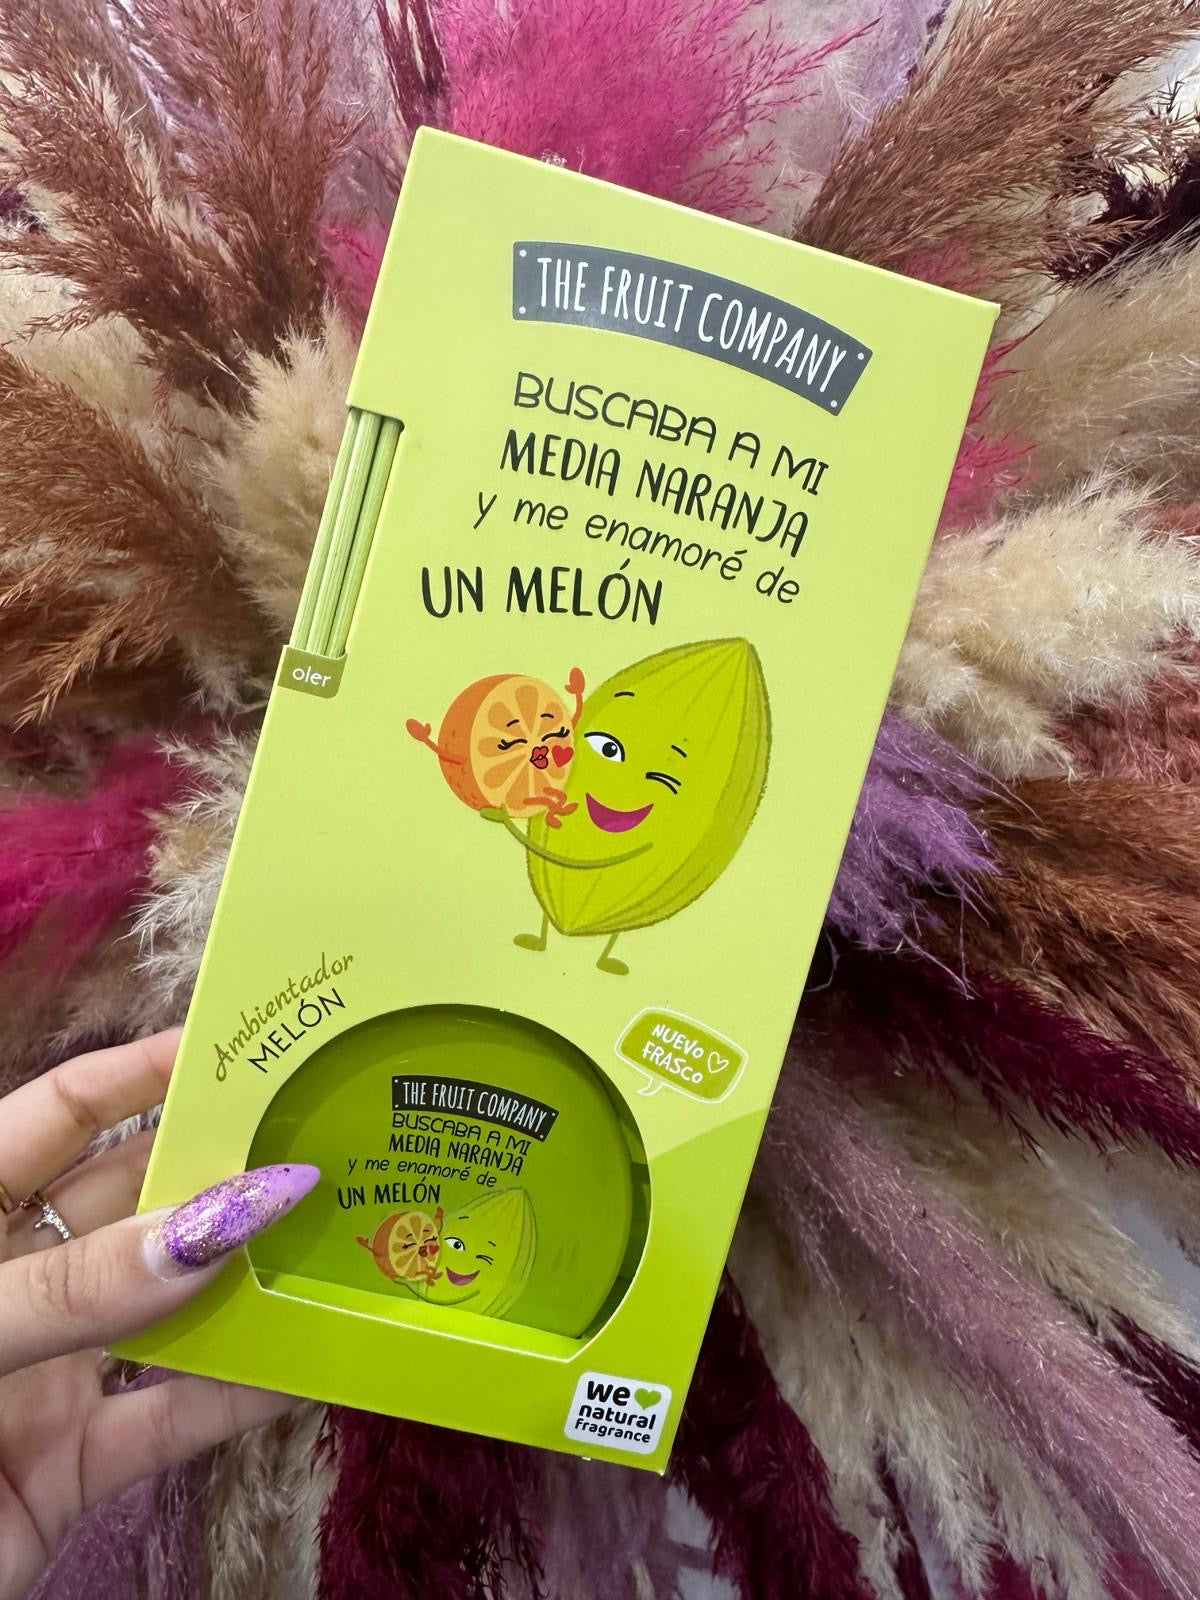 THE FRUIT COMPANY
BUSCABA A MI
MEDIA NARANJA
y me enamoré de
UN MELÓN
oler
Ambientador
MELÓN
NUEVO
FRASCO
THE FRUIT COMPANY
BUSCABA A MI
MEDIA NARANJA
y me enamoré de
UN MELÓN
we
natural
fragrance